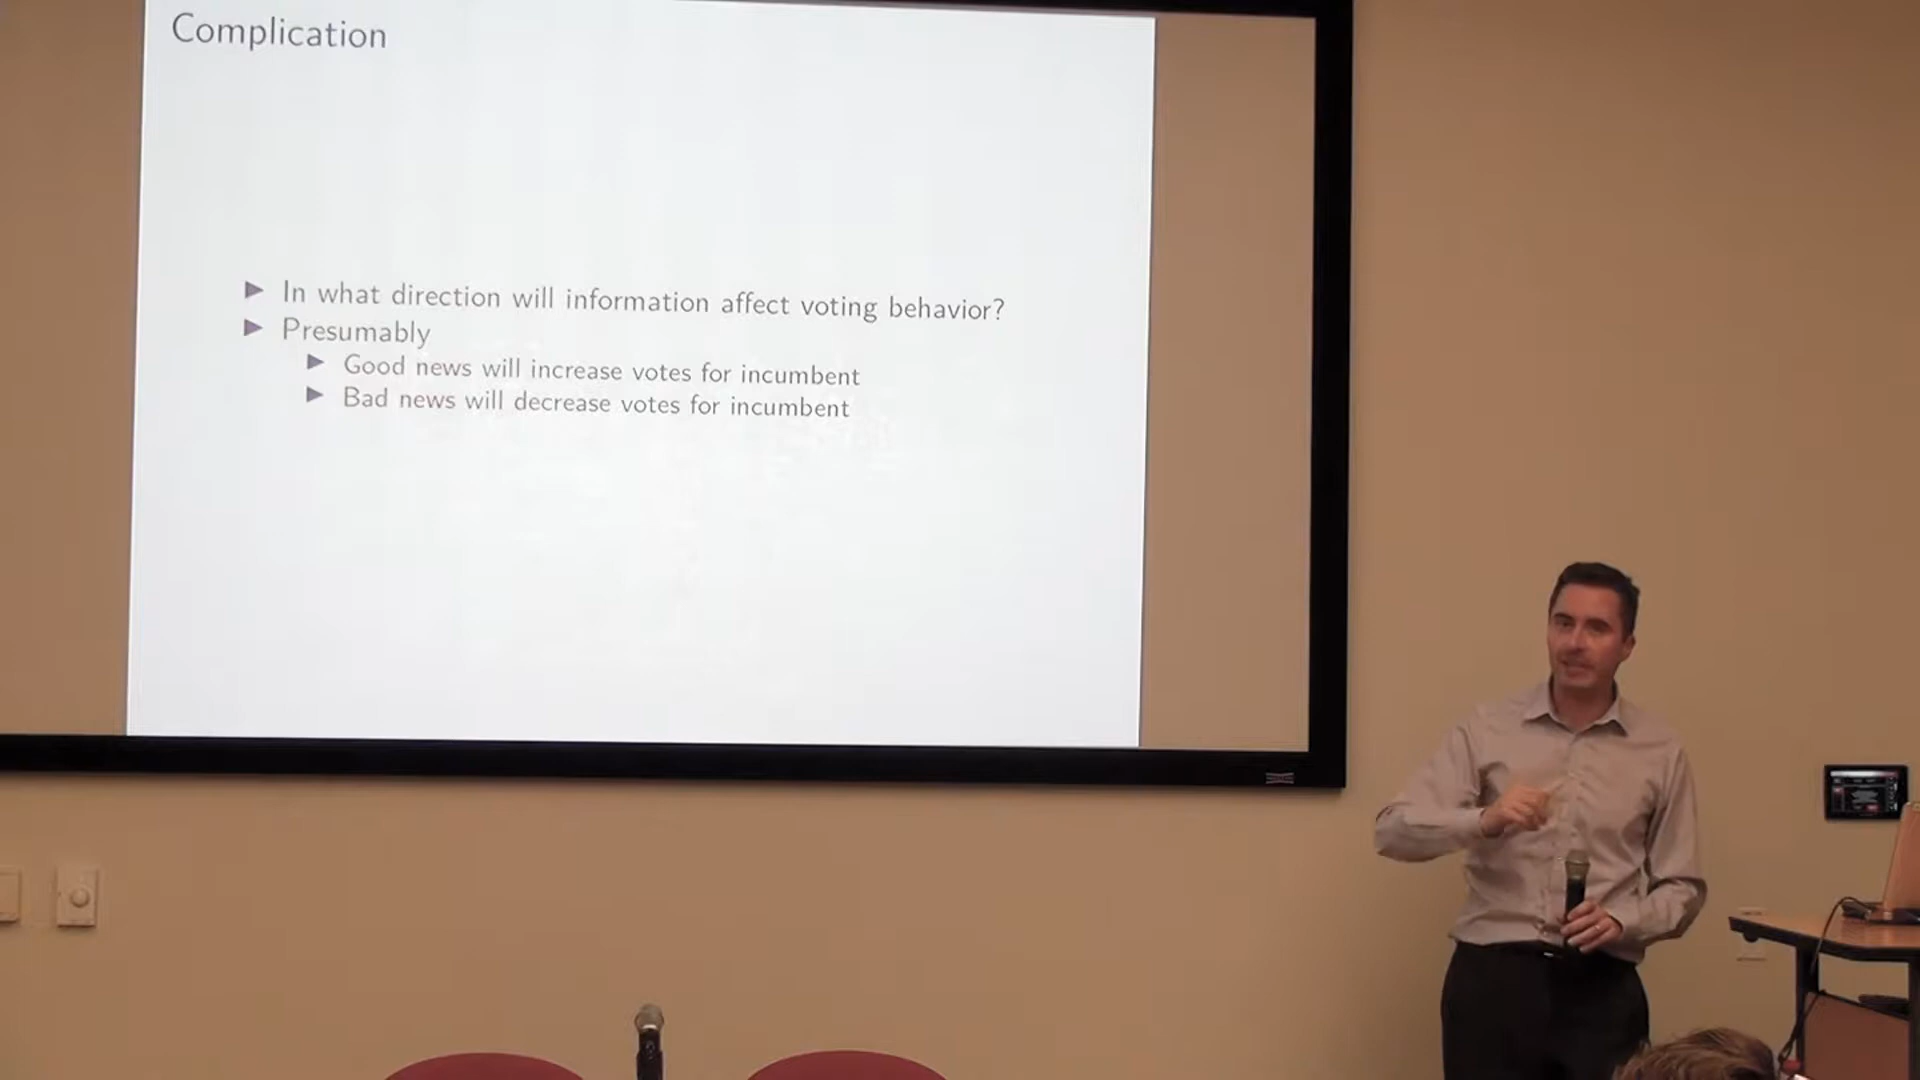 Complication
In what direction will information affect voting behavior?
Presumably
Good news will increase votes for incumbent
Bad news will decrease votes for incumbent